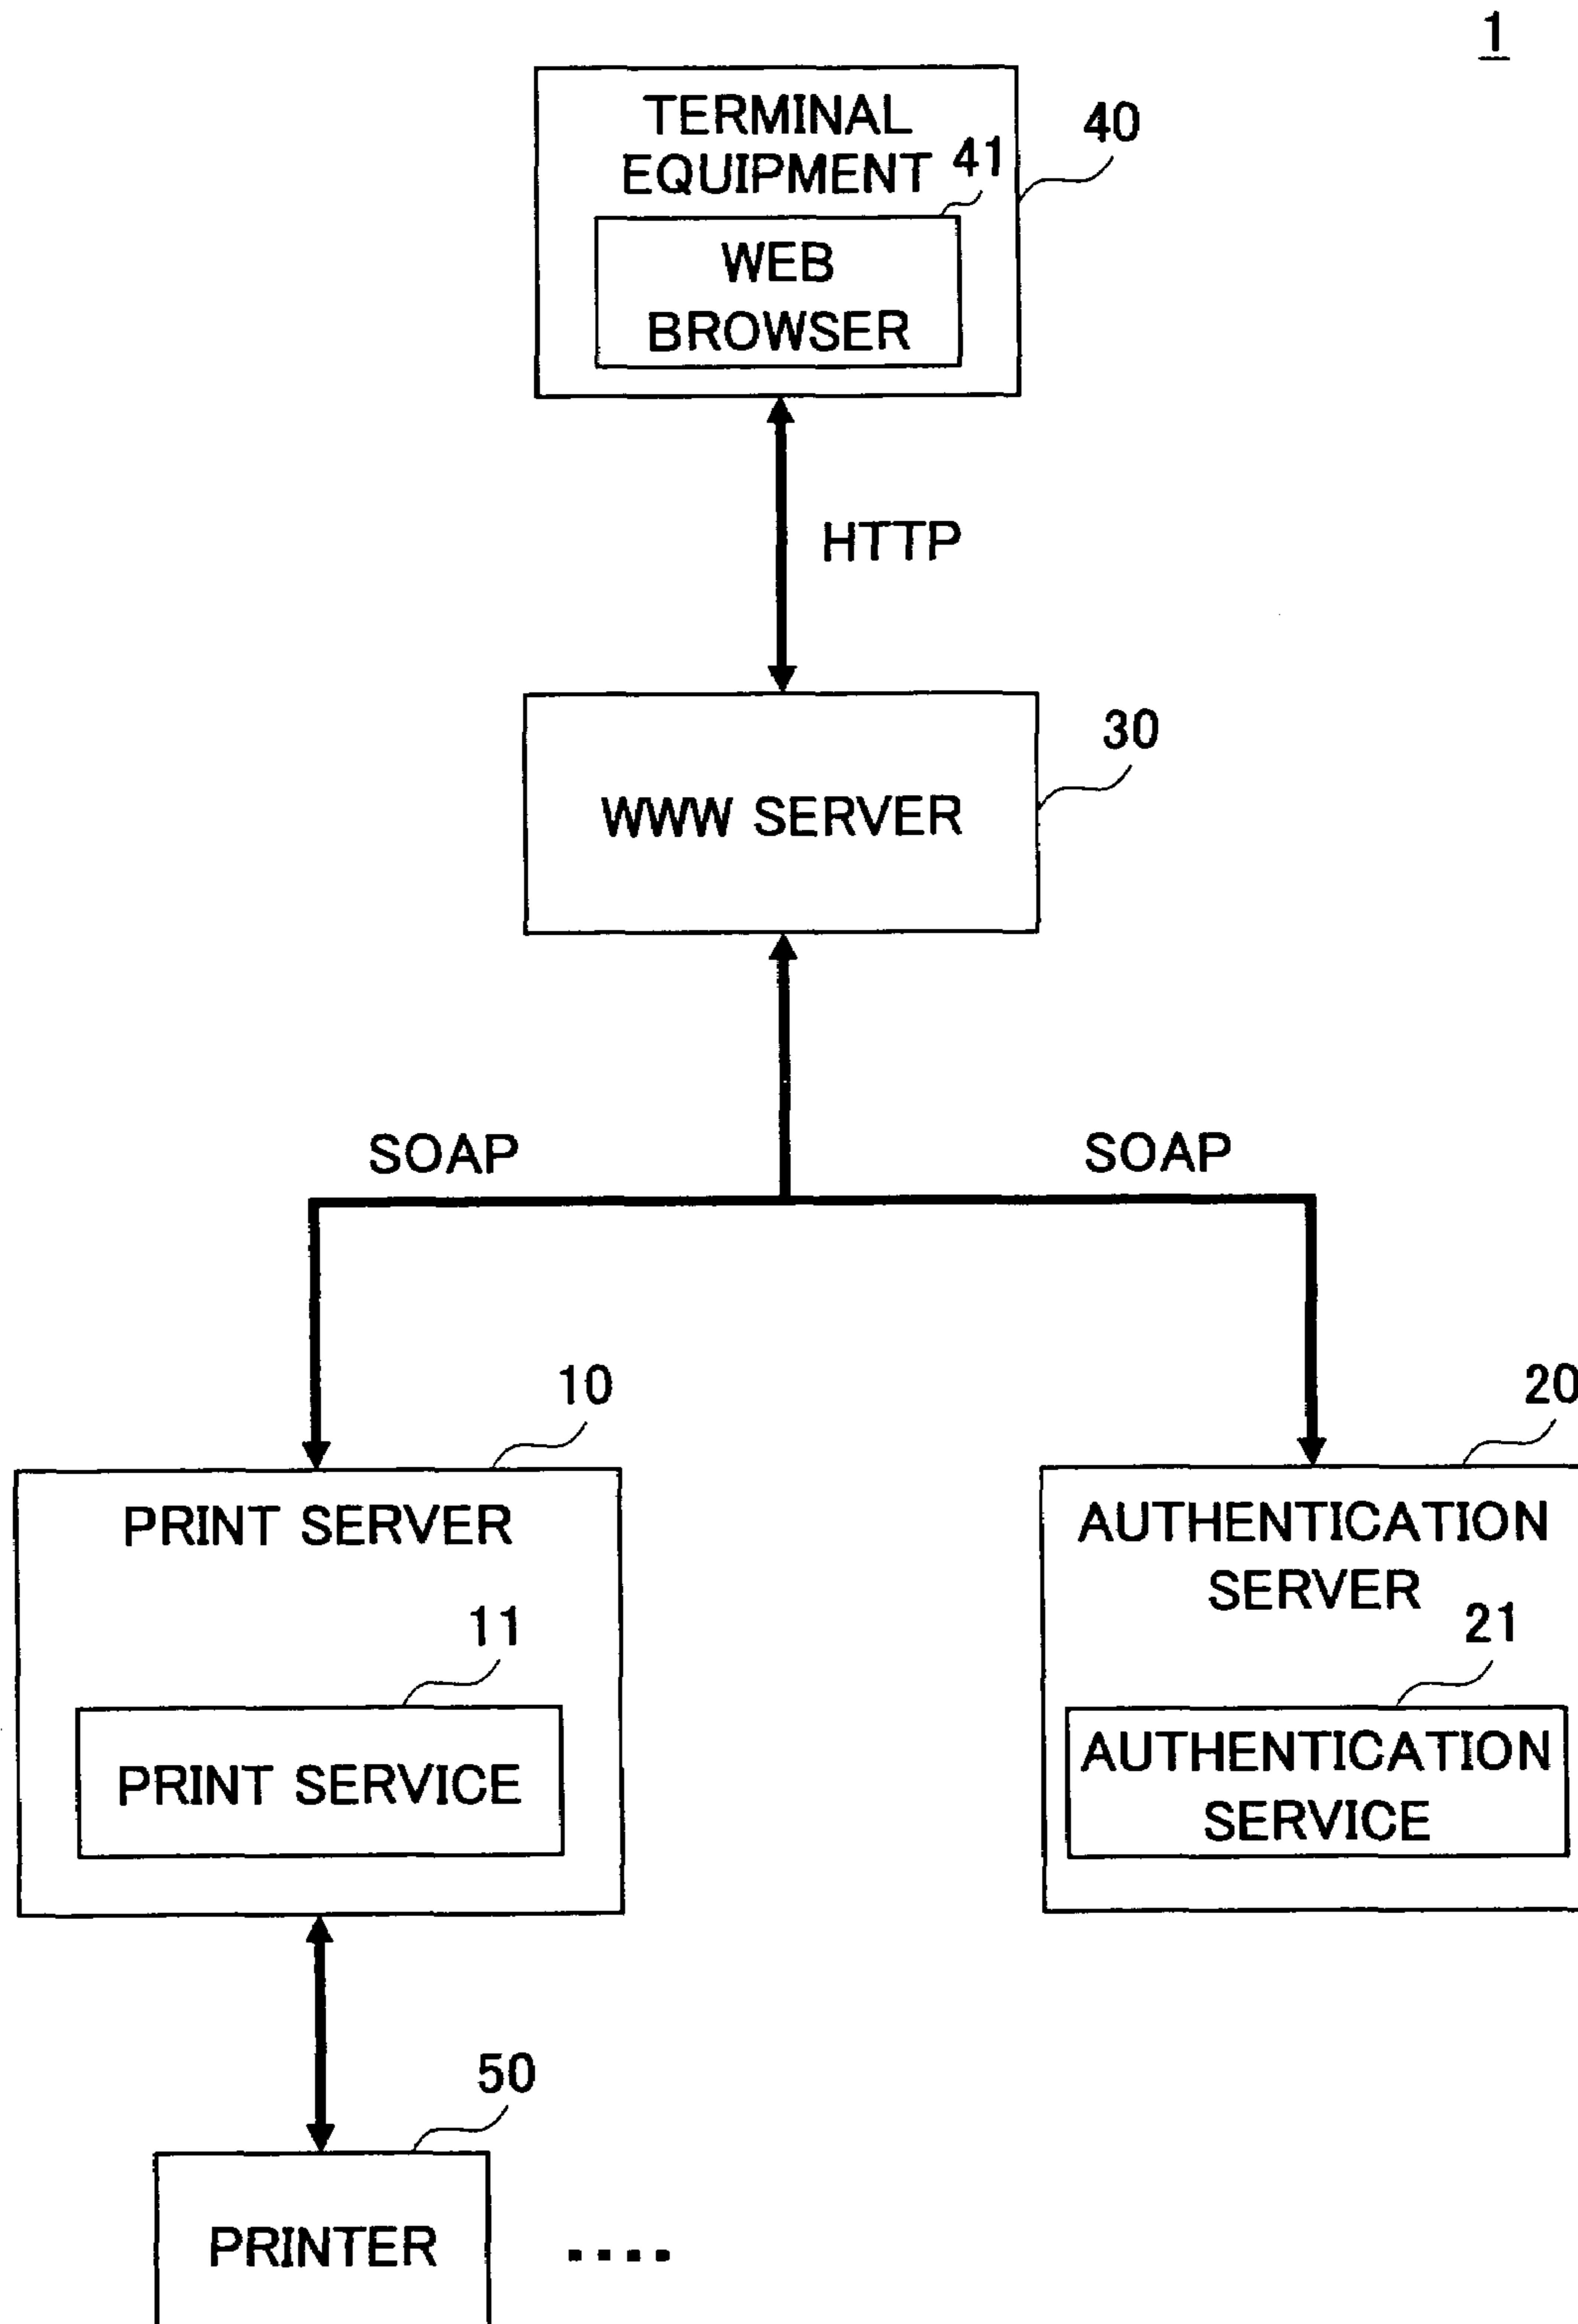 1
TERMINAL
EQUIPMENT
40
41
WEB
BROWSER
HTTP
30
WWW SERVER
SOAP
SOAP
10
20
PRINT SERVER
AUTHENTICATION
SERVER
11
21
PRINT SERVICE
AUTHENTICATION
SERVICE
50
PRINTER
....